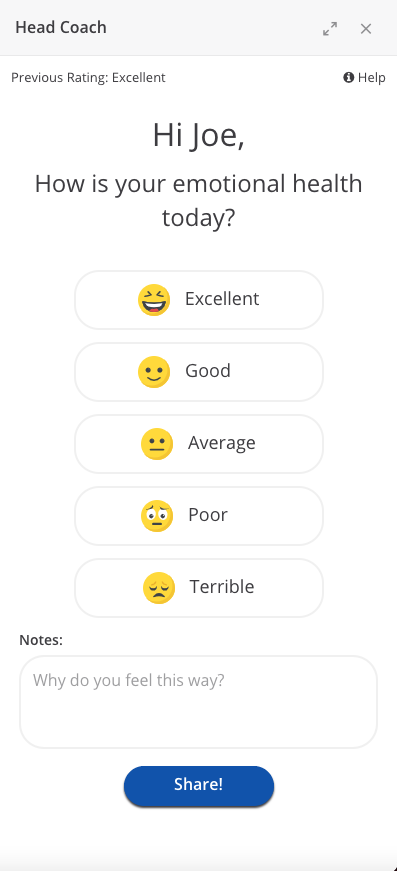 Head Coach
Previous Rating: Excellent
Help
Hi Joe,
How is your emotional health
today?
Excellent
Good
Average
Poor
Terrible
Notes:
Why do you feel this way?
Share!